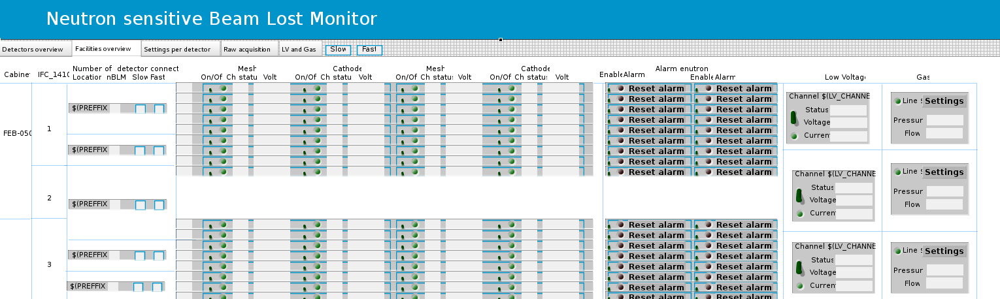 Neutron sensitive Beam Lost Monitor
Detectors overview Facilities overview Settings per detector Raw acquisition LV and Gas Slow Fast
Number of detector connect Mesh Cathode Mesh Cathode Alarm enutron
Cabine IFC_1410 Location nBLM Slow Fast On/Of Ch status Volt On/Of Ch status Volt On/Of Ch status Volt On/Of Ch status Volt Enable Alarm Enable Alarm Low Voltage Gas
Reset alarm Reset alarm
Reset alarm Reset alarm
Reset alarm Reset alarm
Reset alarm Reset alarm
Reset alarm Reset alarm
Reset alarm Reset alarm
Reset alarm Reset alarm
Reset alarm Reset alarm
Reset alarm Reset alarm
FEB-050
1
$(PREFFIX
$(PREFFIX
Channel $(LV_CHANNE
Status
Voltage
Curren
Line Settings
Pressur
Flow
2
$(PREFFIX
Channel $(LV_CHANNE
Status
Voltage
Curren
Line Settings
Pressur
Flow
Reset alarm Reset alarm
Reset alarm Reset alarm
Reset alarm Reset alarm
Reset alarm Reset alarm
Reset alarm Reset alarm
Reset alarm Reset alarm
Reset alarm Reset alarm
Reset alarm Reset alarm
3
$(PREFFIX
$(PREFFIX
Channel $(LV_CHANNE
Status
Voltage
Curren
Line Settings
Pressur
Flow